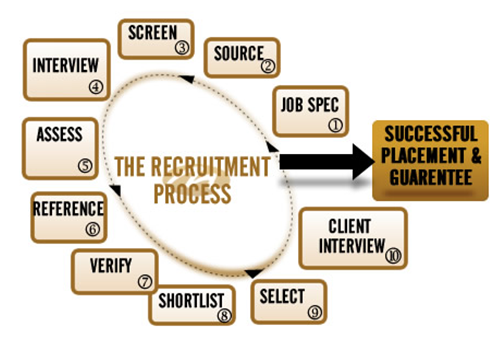 THE RECRUITMENT
PROCESS
JOB SPEC
①
SOURCE
②
SCREEN
③
INTERVIEW
④
ASSESS
⑤
REFERENCE
⑥
VERIFY
⑦
SHORTLIST
⑧
SELECT
⑨
CLIENT
INTERVIEW
⑩
SUCCESSFUL
PLACEMENT &
GUARENTEE